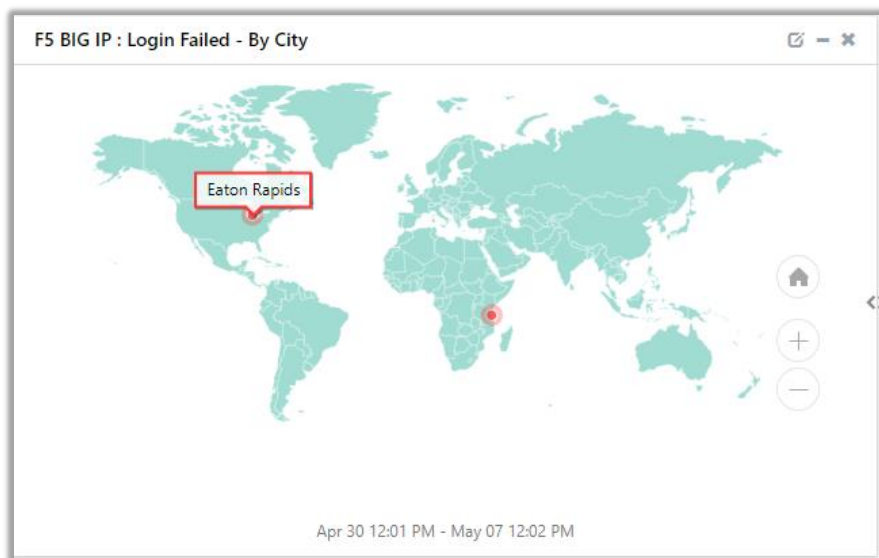 F5 BIG IP : Login Failed - By City
Eaton Rapids
Apr 30 12:01 PM - May 07 12:02 PM